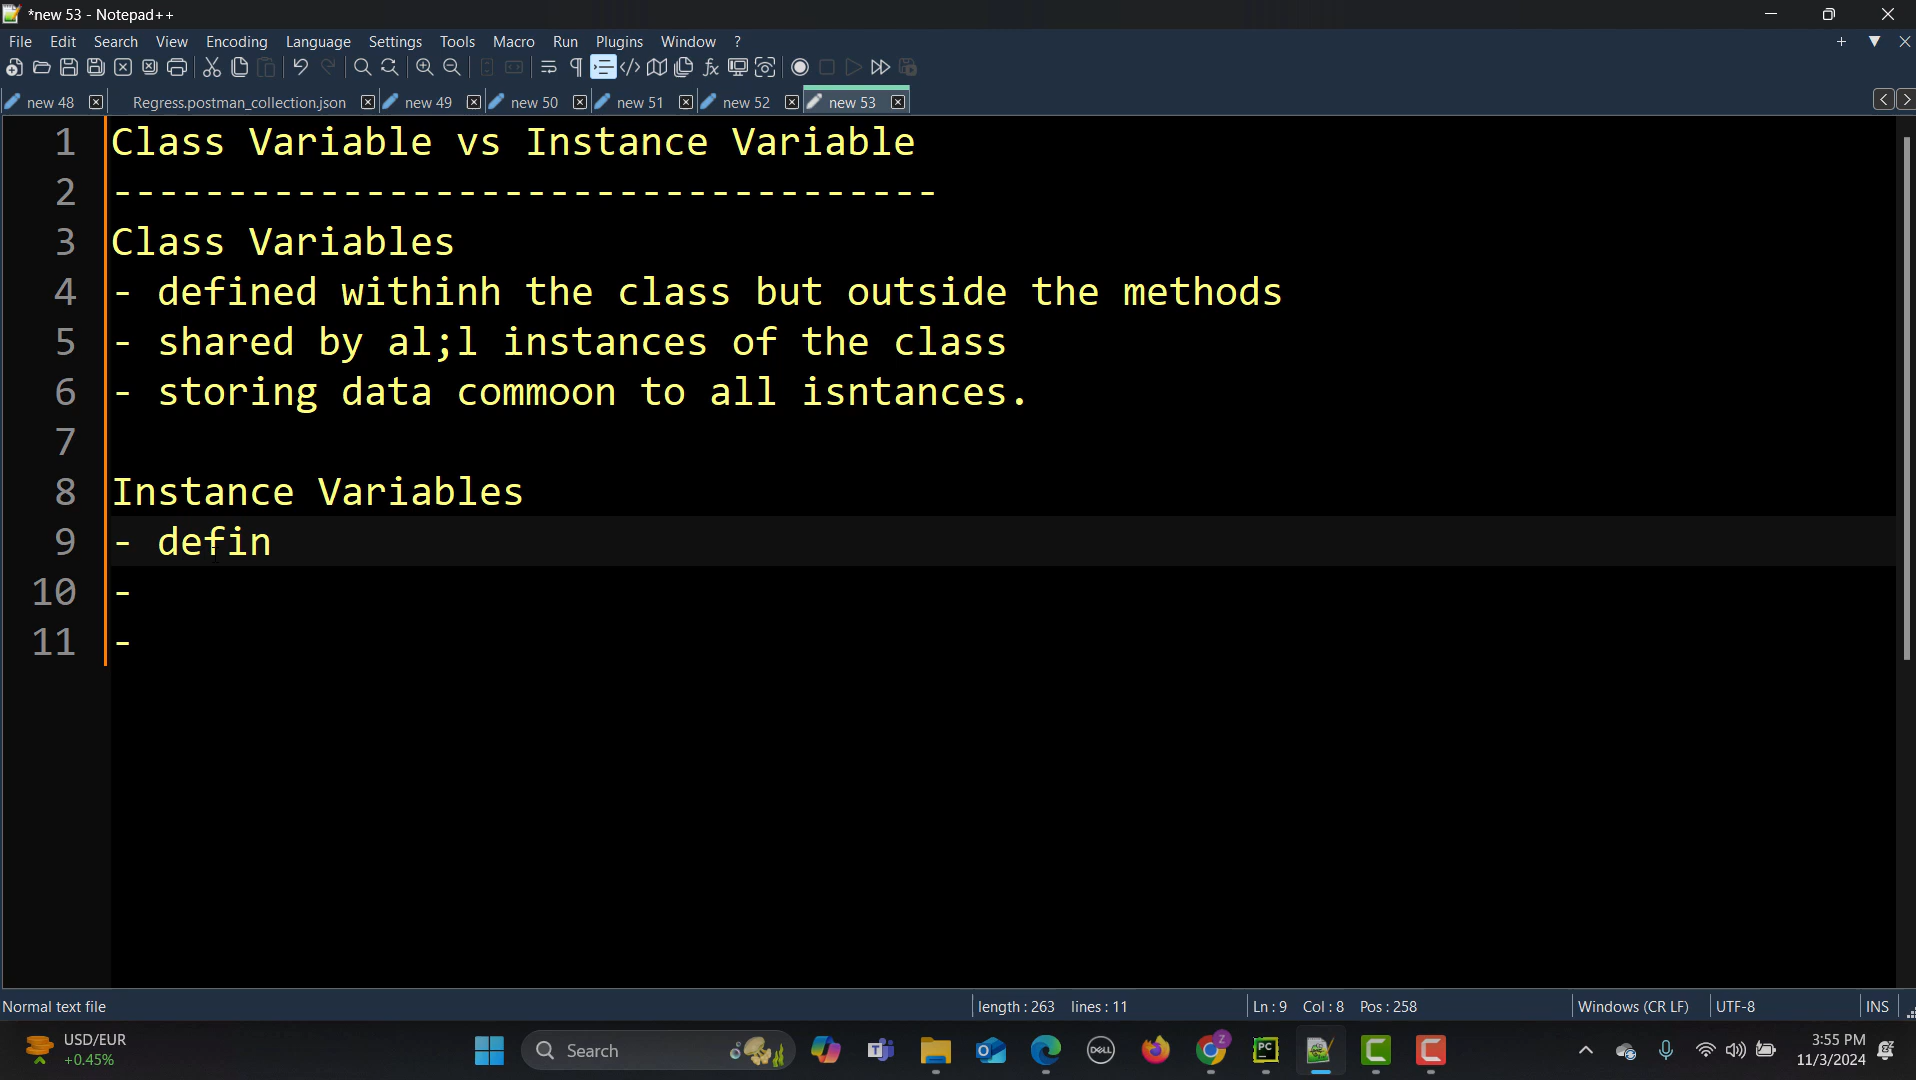 *new 53 - Notepad++
File Edit Search View Encoding Language Settings Tools Macro Run Plugins Window ?
new 48 Regress.postman_collection.json new 49 new 50 new 51 new 52 new 53
1 Class Variable vs Instance Variable
2 ------------------------------------
3 Class Variables
4 - defined withinh the class but outside the methods
5 - shared by al;l instances of the class
6 - storing data commoon to all isntances.
7
8 Instance Variables
9 - defin
10 -
11 -
Normal text file length : 263 lines : 11 Ln : 9 Col : 8 Pos : 258 Windows (CR LF) UTF-8 INS
USD/EUR
+0.45%
Search
DELL
Z
PC
3:55 PM
11/3/2024